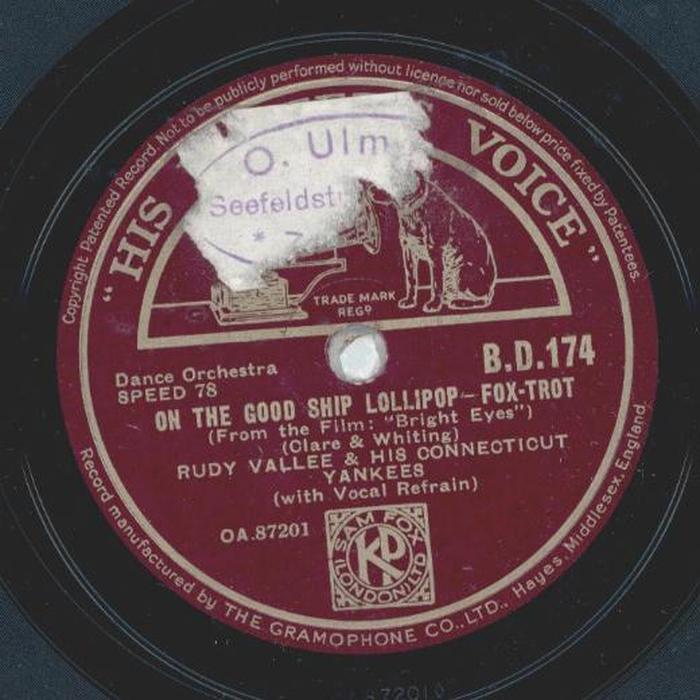 Copyright Patented Record. Not to be publicly performed without licence nor sold below price fixed by Patentees.
"HIS VOICE"
O. Ulm
Seefeldst
* 7
TRADE MARK
REGD
B.D.174
Dance Orchestra
SPEED 78
ON THE GOOD SHIP LOLLIPOP – FOX-TROT
(From the Film: "Bright Eyes")
(Clare & Whiting)
RUDY VALLEE & HIS CONNECTICUT
YANKEES
(with Vocal Refrain)
OA.87201
SAM FOX
KP
(LONDON) LTD
Record manufactured by THE GRAMOPHONE CO., LTD., Hayes, Middlesex, England